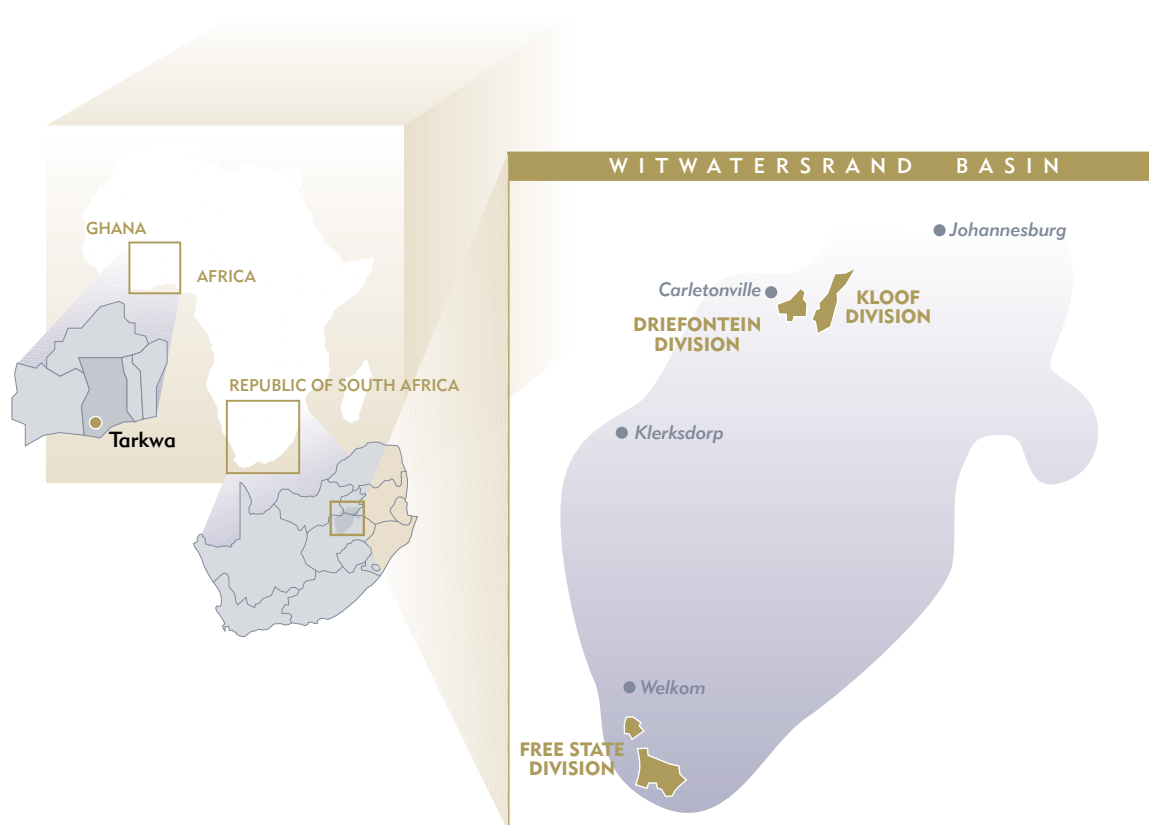 GHANA
AFRICA
Tarkwa
REPUBLIC OF SOUTH AFRICA
WITWATERSRAND BASIN
Johannesburg
Carletonville
KLOOF
DIVISION
DRIEFONTEIN
DIVISION
Klerksdorp
Welkom
FREE STATE
DIVISION